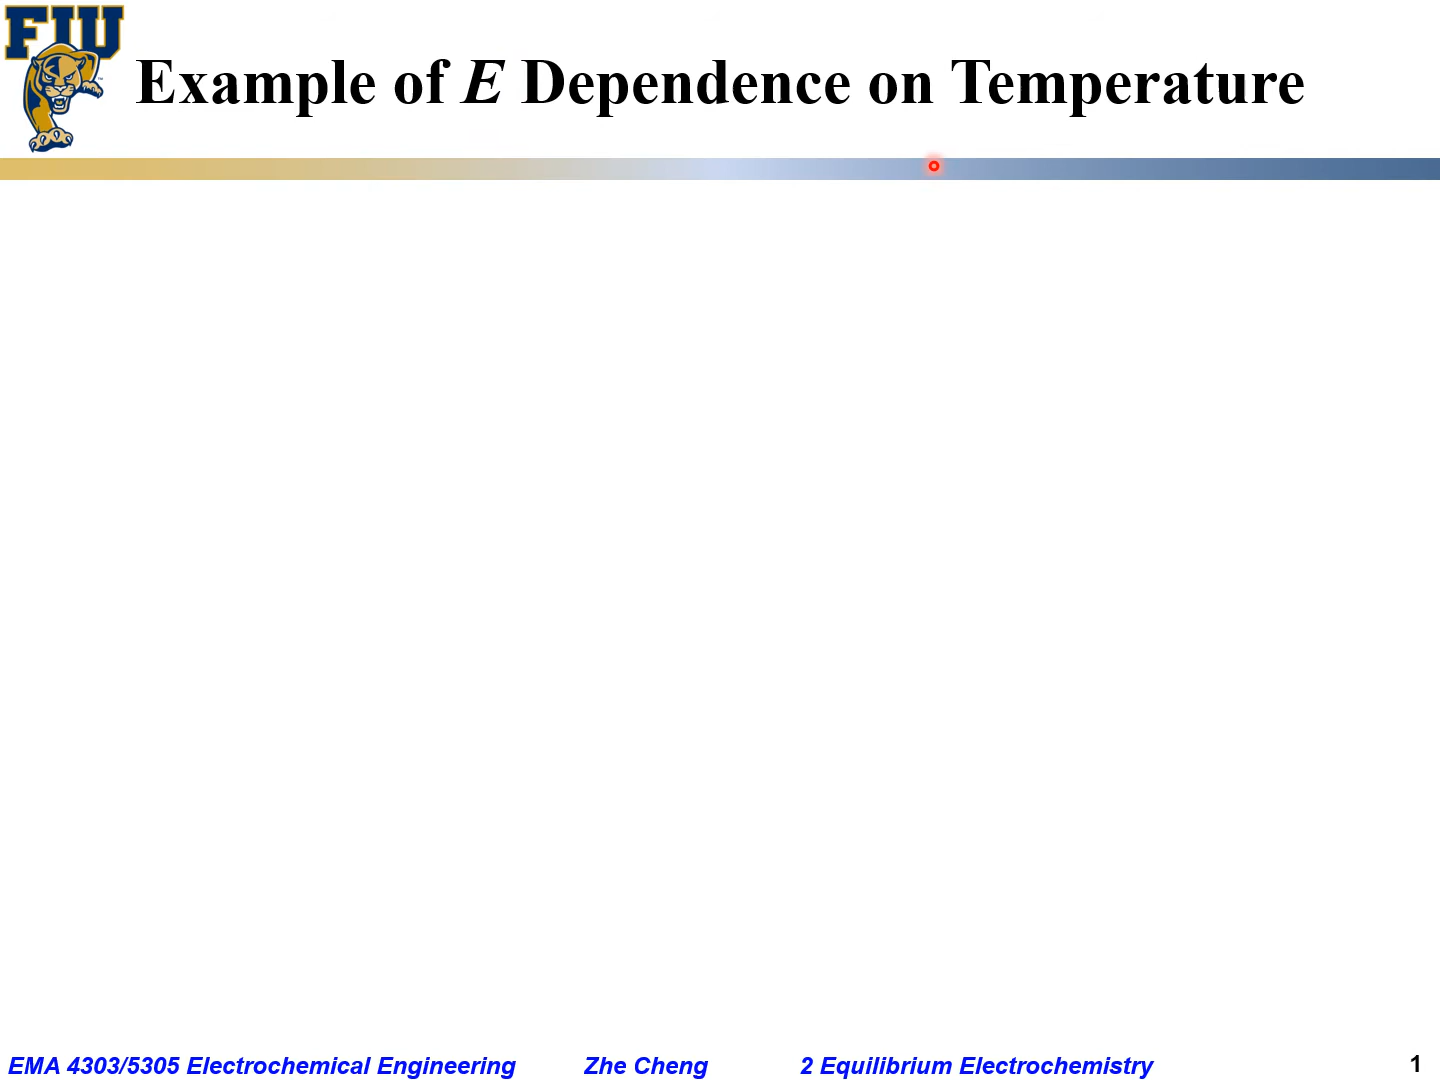 FIU
Example of E Dependence on Temperature
EMA 4303/5305 Electrochemical Engineering Zhe Cheng 2 Equilibrium Electrochemistry 1